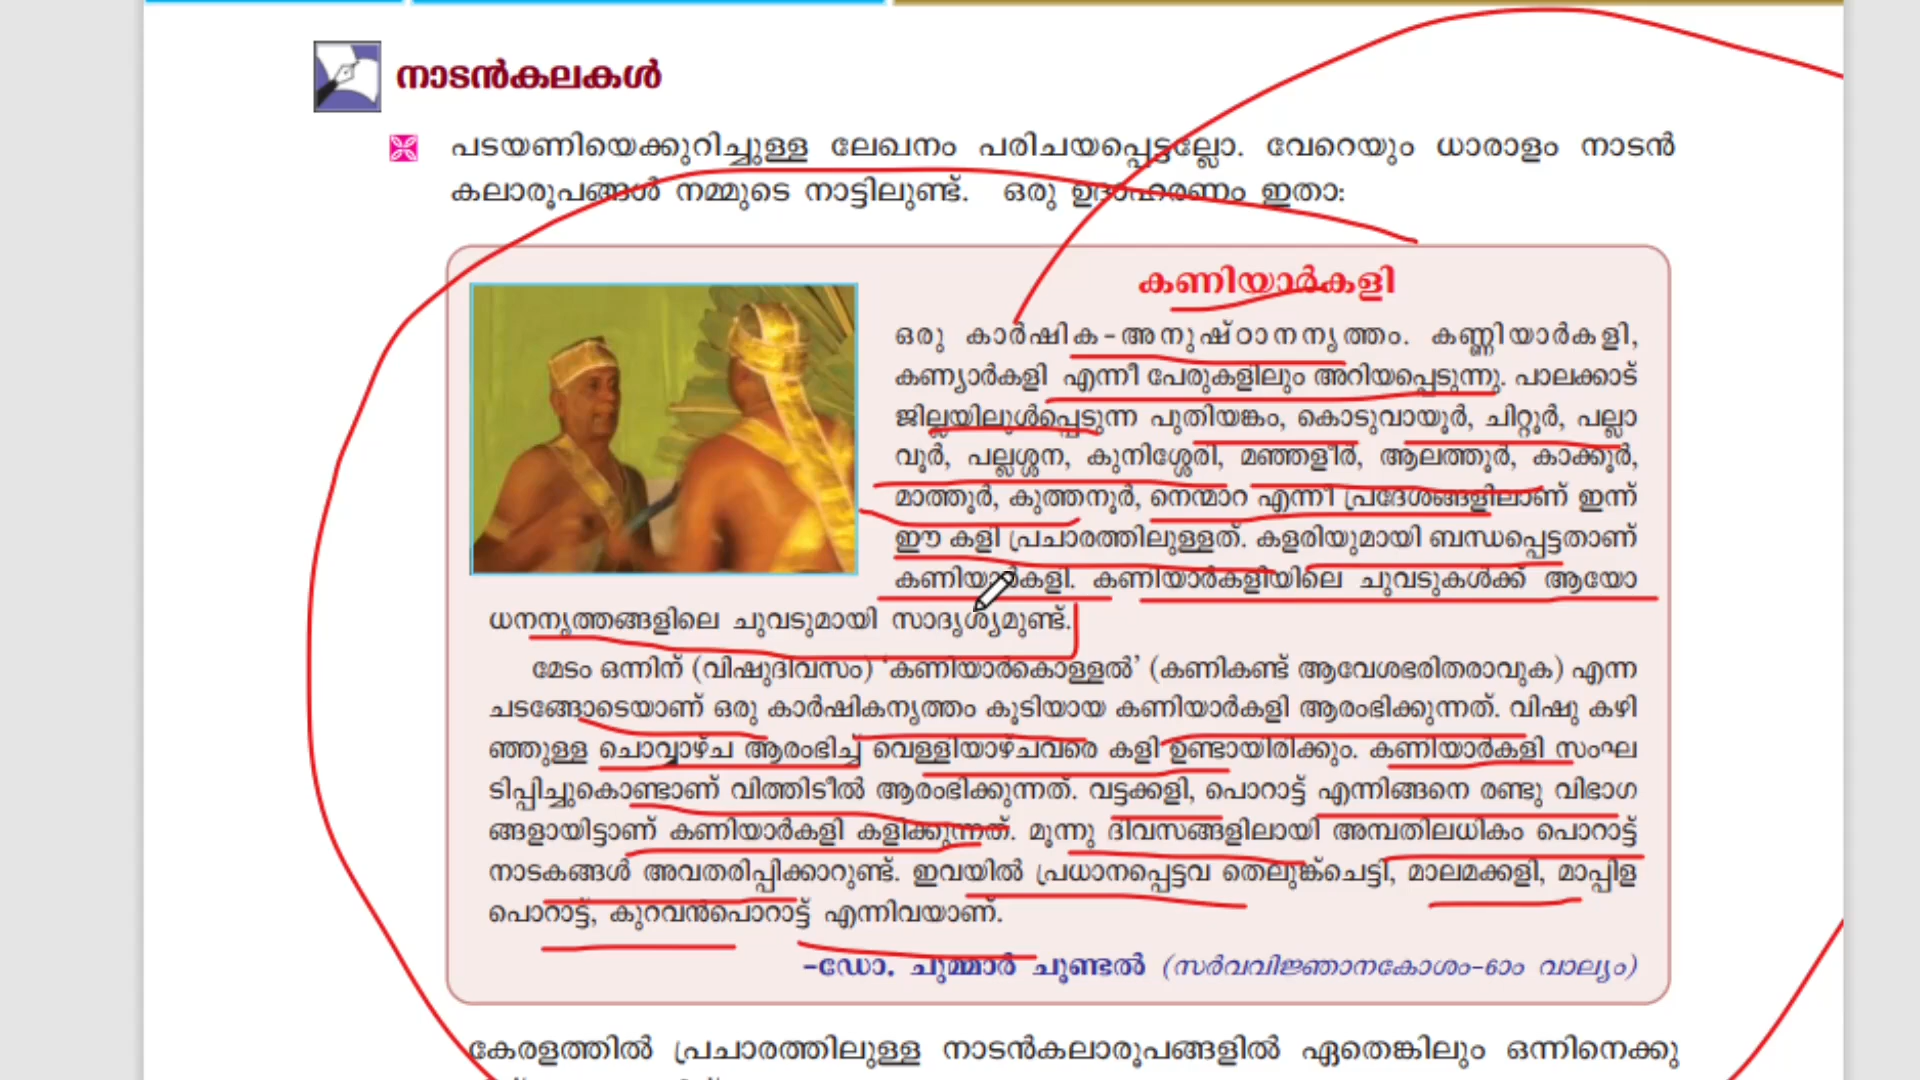 നാടൻകലകൾ
പടയണിയെക്കുറിച്ചുള്ള ലേഖനം പരിചയപ്പെട്ടല്ലോ. വേറെയും ധാരാളം നാടൻ
കലാരൂപങ്ങൾ നമ്മുടെ നാട്ടിലുണ്ട്. ഒരു ഉദാഹരണം ഇതാ:
കണിയാർകളി
ഒരു കാർഷിക-അനുഷ്ഠാനനൃത്തം. കണ്ണിയാർകളി,
കണ്യാർകളി എന്നീ പേരുകളിലും അറിയപ്പെടുന്നു. പാലക്കാട്
ജില്ലയിലുൾപ്പെടുന്ന പുതിയങ്കം, കൊടുവായൂർ, ചിറ്റൂർ, പല്ലാ
വൂർ, പല്ലശ്ശന, കുനിശ്ശേരി, മഞ്ഞളീർ, ആലത്തൂർ, കാക്കൂർ,
മാത്തൂർ, കുത്തനൂർ, നെന്മാറ എന്നീ പ്രദേശങ്ങളിലാണ് ഇന്ന്
ഈ കളി പ്രചാരത്തിലുള്ളത്. കളരിയുമായി ബന്ധപ്പെട്ടതാണ്
കണിയാർകളി. കണിയാർകളിയിലെ ചുവടുകൾക്ക് ആയോ
ധനനൃത്തങ്ങളിലെ ചുവടുമായി സാദൃശ്യമുണ്ട്.
മേടം ഒന്നിന് (വിഷുദിവസം) ‘കണിയാർകൊള്ളൽ’ (കണികണ്ട് ആവേശഭരിതരാവുക) എന്ന
ചടങ്ങോടെയാണ് ഒരു കാർഷികനൃത്തം കൂടിയായ കണിയാർകളി ആരംഭിക്കുന്നത്. വിഷു കഴി
ഞ്ഞുള്ള ചൊവ്വാഴ്ച ആരംഭിച്ച് വെള്ളിയാഴ്ചവരെ കളി ഉണ്ടായിരിക്കും. കണിയാർകളി സംഘ
ടിപ്പിച്ചുകൊണ്ടാണ് വിത്തിടീൽ ആരംഭിക്കുന്നത്. വട്ടക്കളി, പൊറാട്ട് എന്നിങ്ങനെ രണ്ടു വിഭാഗ
ങ്ങളായിട്ടാണ് കണിയാർകളി കളിക്കുന്നത്. മൂന്നു ദിവസങ്ങളിലായി അമ്പതിലധികം പൊറാട്ട്
നാടകങ്ങൾ അവതരിപ്പിക്കാറുണ്ട്. ഇവയിൽ പ്രധാനപ്പെട്ടവ തെലുങ്ക്ചെട്ടി, മാലമക്കളി, മാപ്പിള
പൊറാട്ട്, കുറവൻപൊറാട്ട് എന്നിവയാണ്.
-ഡോ. ചുമ്മാർ ചൂണ്ടൽ (സർവവിജ്ഞാനകോശം-6ാം വാല്യം)
കേരളത്തിൽ പ്രചാരത്തിലുള്ള നാടൻകലാരൂപങ്ങളിൽ ഏതെങ്കിലും ഒന്നിനെക്കു